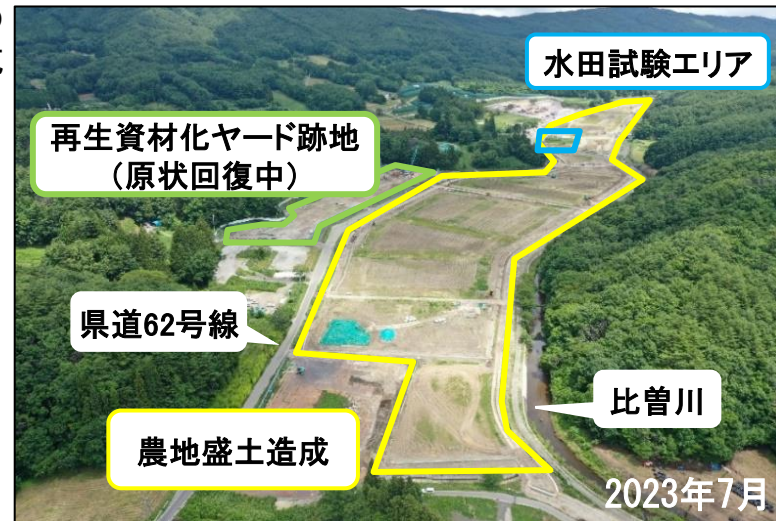 水田試験エリア
再生資材化ヤード跡地
(原状回復中)
県道62号線
比曽川
農地盛土造成
2023年7月